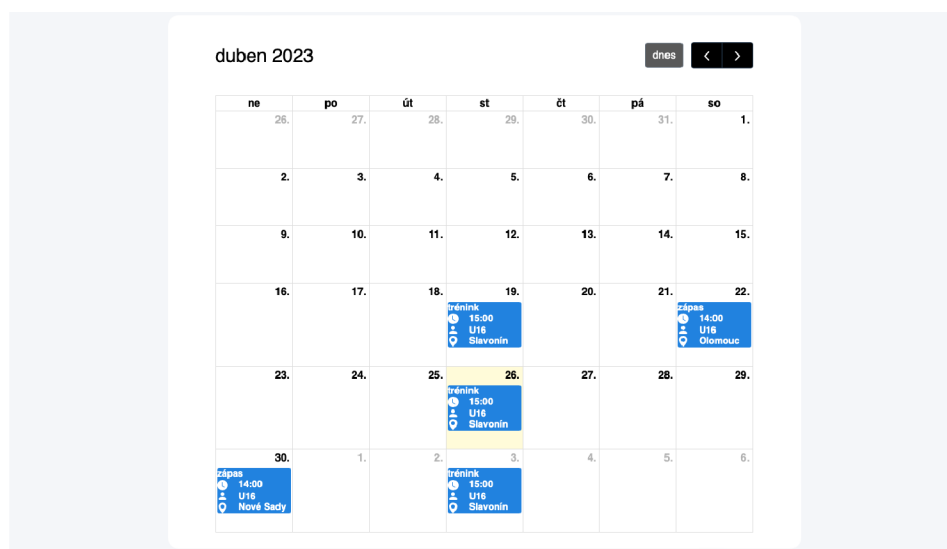 duben 2023
dnes
ne po út st čt pá so
26. 27. 28. 29. 30. 31. 1.
2. 3. 4. 5. 6. 7. 8.
9. 10. 11. 12. 13. 14. 15.
16. 17. 18. 19. 20. 21. 22.
trénink
15:00
U16
Slavonín
zápas
14:00
U16
Olomouc
23. 24. 25. 26. 27. 28. 29.
trénink
15:00
U16
Slavonín
30. 1. 2. 3. 4. 5. 6.
zápas
14:00
U16
Nové Sady
trénink
15:00
U16
Slavonín